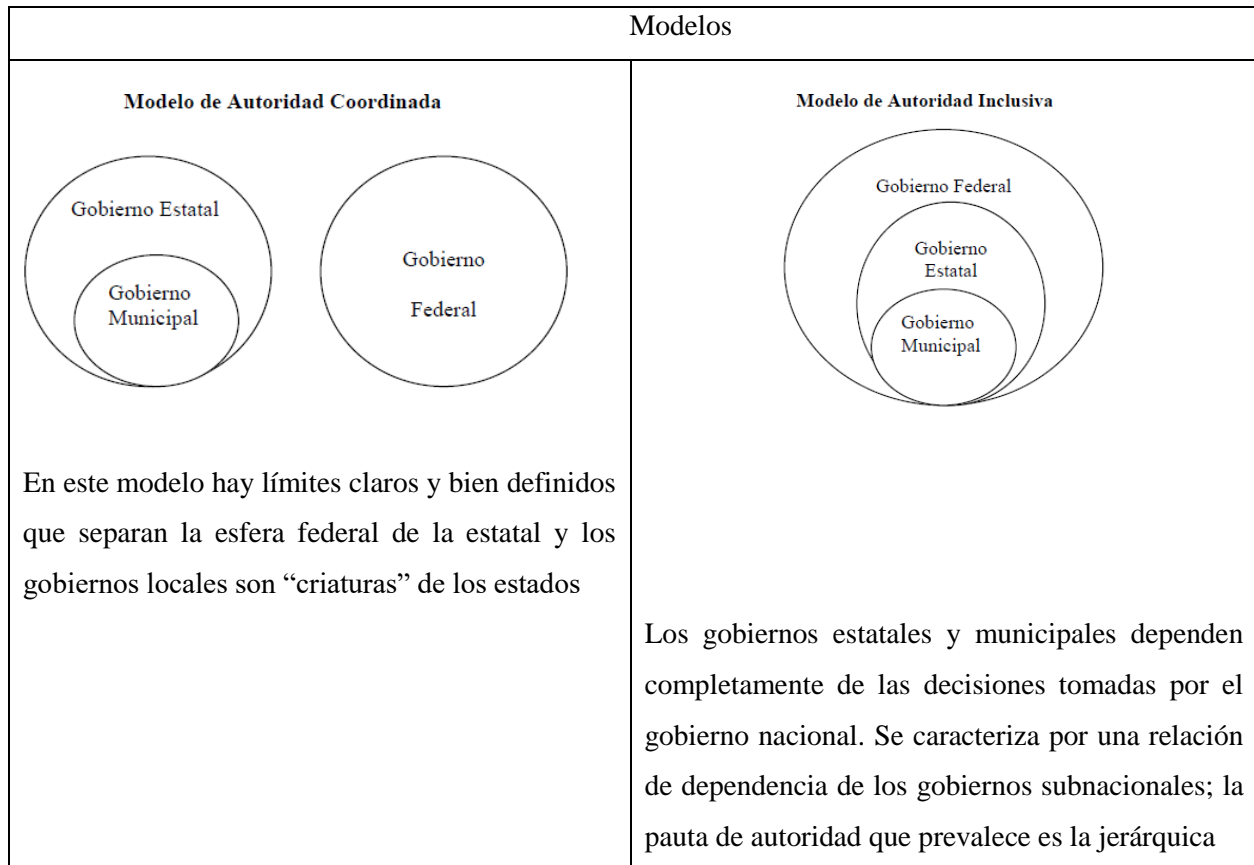 Modelos
Modelo de Autoridad Coordinada
Gobierno Estatal
Gobierno
Municipal
Gobierno
Federal
En este modelo hay límites claros y bien definidos
que separan la esfera federal de la estatal y los
gobiernos locales son “criaturas” de los estados
Modelo de Autoridad Inclusiva
Gobierno Federal
Gobierno
Estatal
Gobierno
Municipal
Los gobiernos estatales y municipales dependen
completamente de las decisiones tomadas por el
gobierno nacional. Se caracteriza por una relación
de dependencia de los gobiernos subnacionales; la
pauta de autoridad que prevalece es la jerárquica